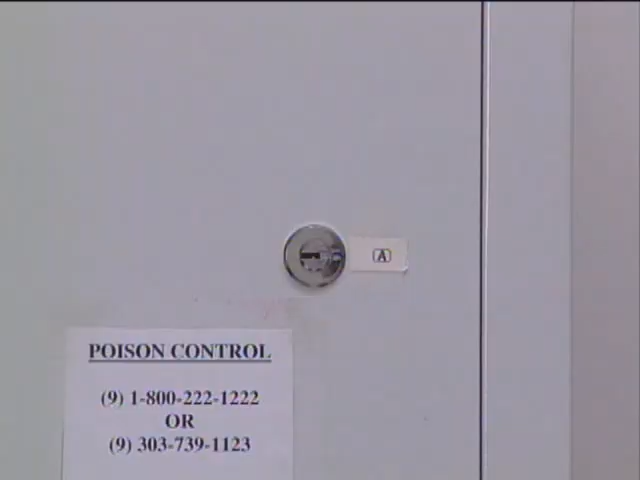 A
POISON CONTROL
(9) 1-800-222-1222
OR
(9) 303-739-1123